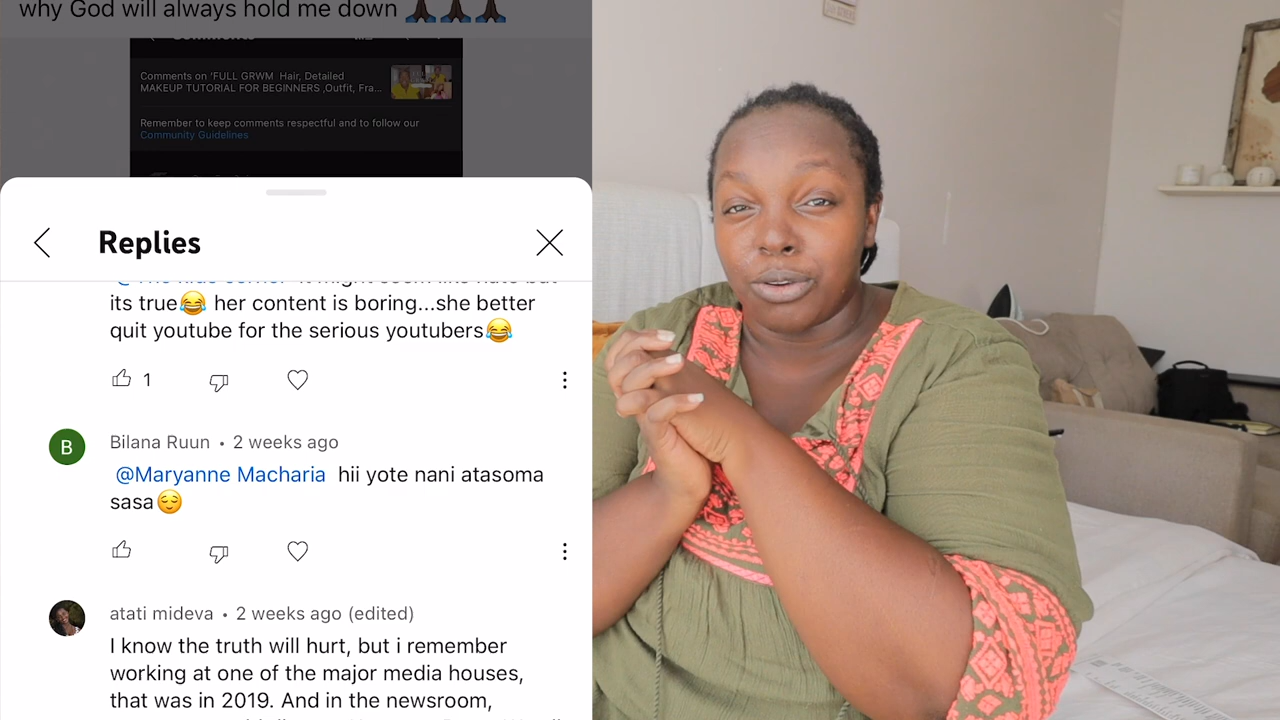 why God will always hold me down 🙏🏿🙏🏿🙏🏿
Comments
Comments on 'FULL GRWM Hair, Detailed
MAKEUP TUTORIAL FOR BEGINNERS ,Outfit, Fra...
Remember to keep comments respectful and to follow our
Community Guidelines
Replies
its true😂 her content is boring...she better
quit youtube for the serious youtubers😂
1
B
Bilana Ruun • 2 weeks ago
@Maryanne Macharia hii yote nani atasoma
sasa😌
atati mideva • 2 weeks ago (edited)
I know the truth will hurt, but i remember
working at one of the major media houses,
that was in 2019. And in the newsroom,